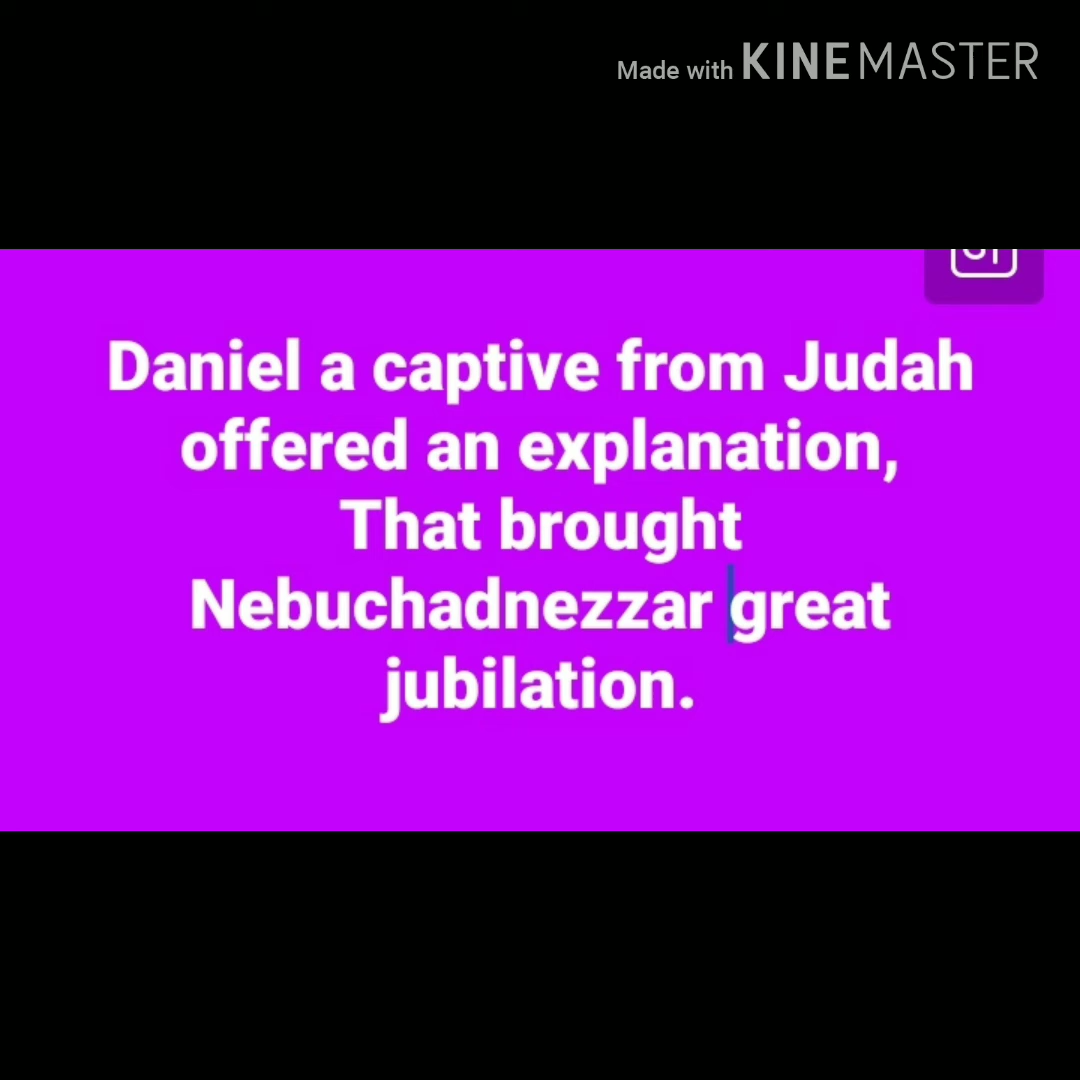 Made with KINEMASTER
Daniel a captive from Judah
offered an explanation,
That brought
Nebuchadnezzar great
jubilation.